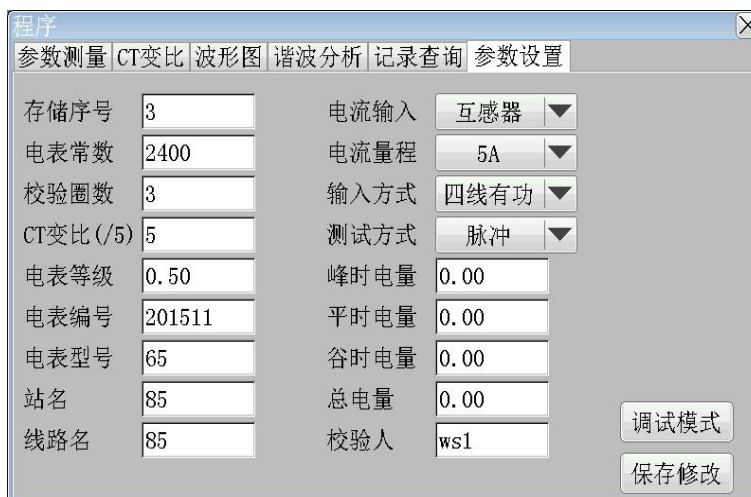 程序
参数测量 CT变比 波形图 谐波分析 记录查询 参数设置
存储序号 3 电流输入 互感器
电表常数 2400 电流量程 5A
校验圈数 3 输入方式 四线有功
CT变比(/5) 5 测试方式 脉冲
电表等级 0.50 峰时电量 0.00
电表编号 201511 平时电量 0.00
电表型号 65 谷时电量 0.00
站名 85 总电量 0.00
线路名 85 校验人 ws1
调试模式
保存修改